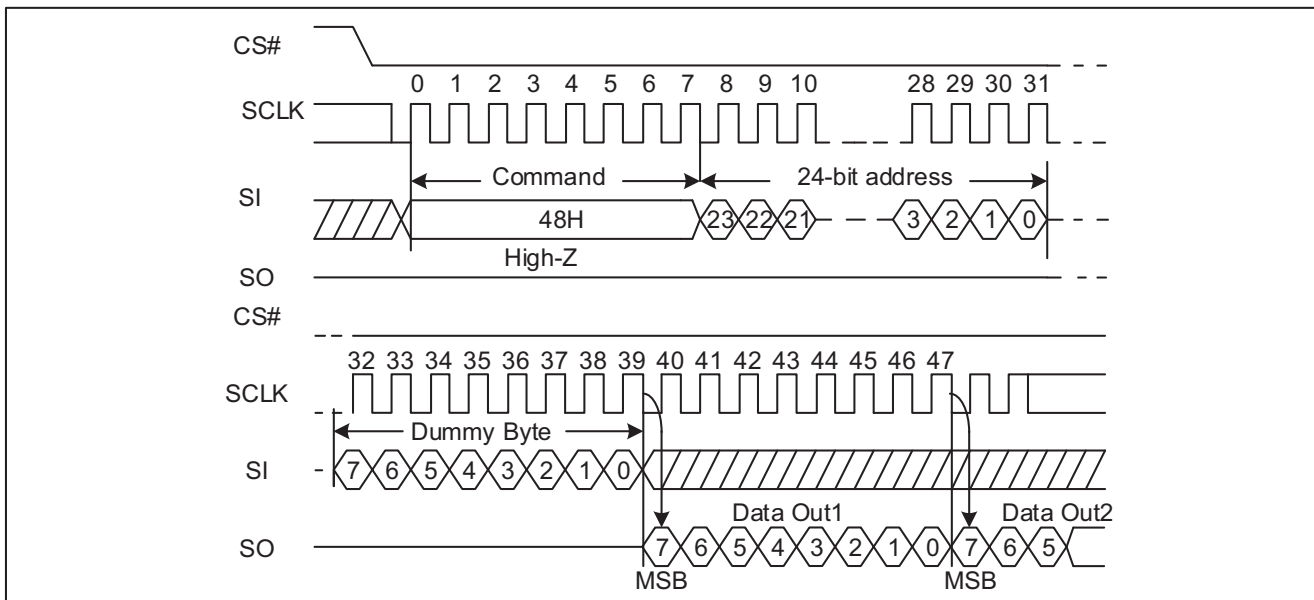 CS#
0 1 2 3 4 5 6 7 8 9 10 28 29 30 31
SCLK
Command 24-bit address
SI
48H 23 22 21 3 2 1 0
High-Z
SO
CS#
32 33 34 35 36 37 38 39 40 41 42 43 44 45 46 47
SCLK
Dummy Byte
SI 7 6 5 4 3 2 1 0
Data Out1 Data Out2
SO 7 6 5 4 3 2 1 0 7 6 5
MSB MSB